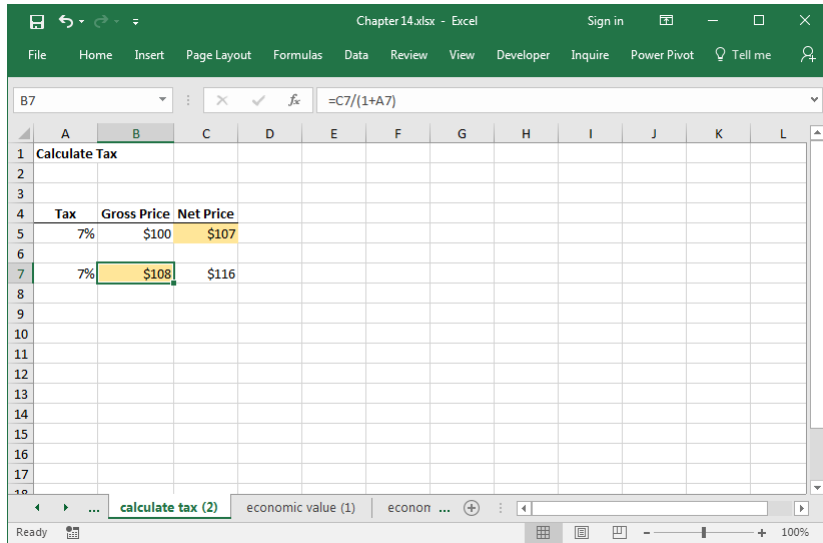 Chapter14.xlsx - Excel Sign in
File Home Insert Page Layout Formulas Data Review View Developer Inquire Power Pivot Tell me
B7 fx =C7/(1+A7)
A B C D E F G H I J K L
1 Calculate Tax
2
3
4 Tax Gross Price Net Price
5 7% $100 $107
6
7 7% $108 $116
8
9
10
11
12
13
14
15
16
17
18
... calculate tax (2) economic value (1) econon ...
Ready 100%